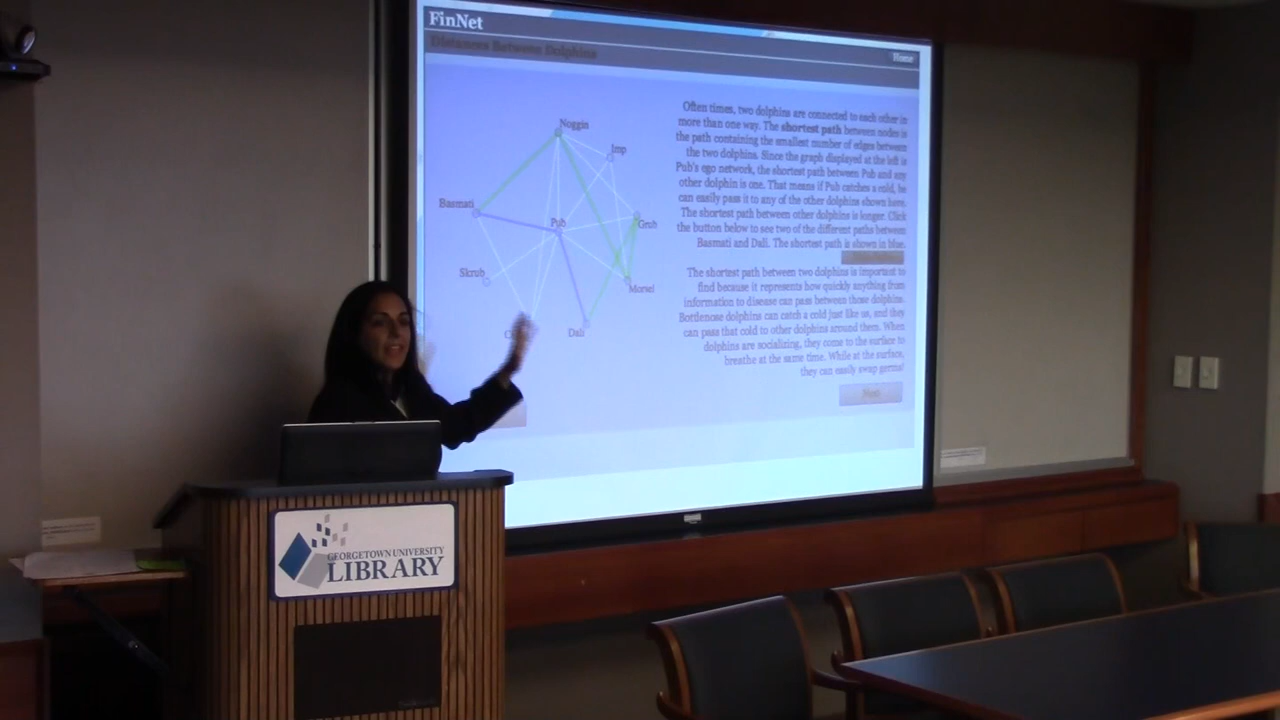 FinNet
Distances Between Dolphins
Home
Noggin
Imp
Basmati
Pub
Grub
Skrub
Morsel
Dali
Often times, two dolphins are connected to each other in
more than one way. The shortest path between nodes is
the path containing the smallest number of edges between
the two dolphins. Since the graph displayed at the left is
Pub's ego network, the shortest path between Pub and any
other dolphin is one. That means if Pub catches a cold, he
can easily pass it to any of the other dolphins shown here.
The shortest path between other dolphins is longer. Click
the button below to see two of the different paths between
Basmati and Dali. The shortest path is shown in blue.
The shortest path between two dolphins is important to
find because it represents how quickly anything from
information to disease can pass between those dolphins.
Bottlenose dolphins can catch a cold just like us, and they
can pass that cold to other dolphins around them. When
dolphins are socializing, they come to the surface to
breathe at the same time. While at the surface,
they can easily swap germs!
Next
GEORGETOWN UNIVERSITY
LIBRARY